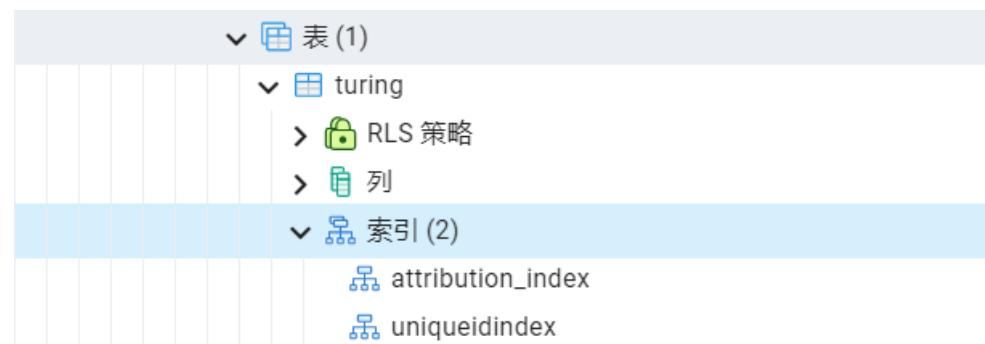 表 (1)
turing
RLS 策略
列
索引 (2)
attribution_index
uniqueidindex